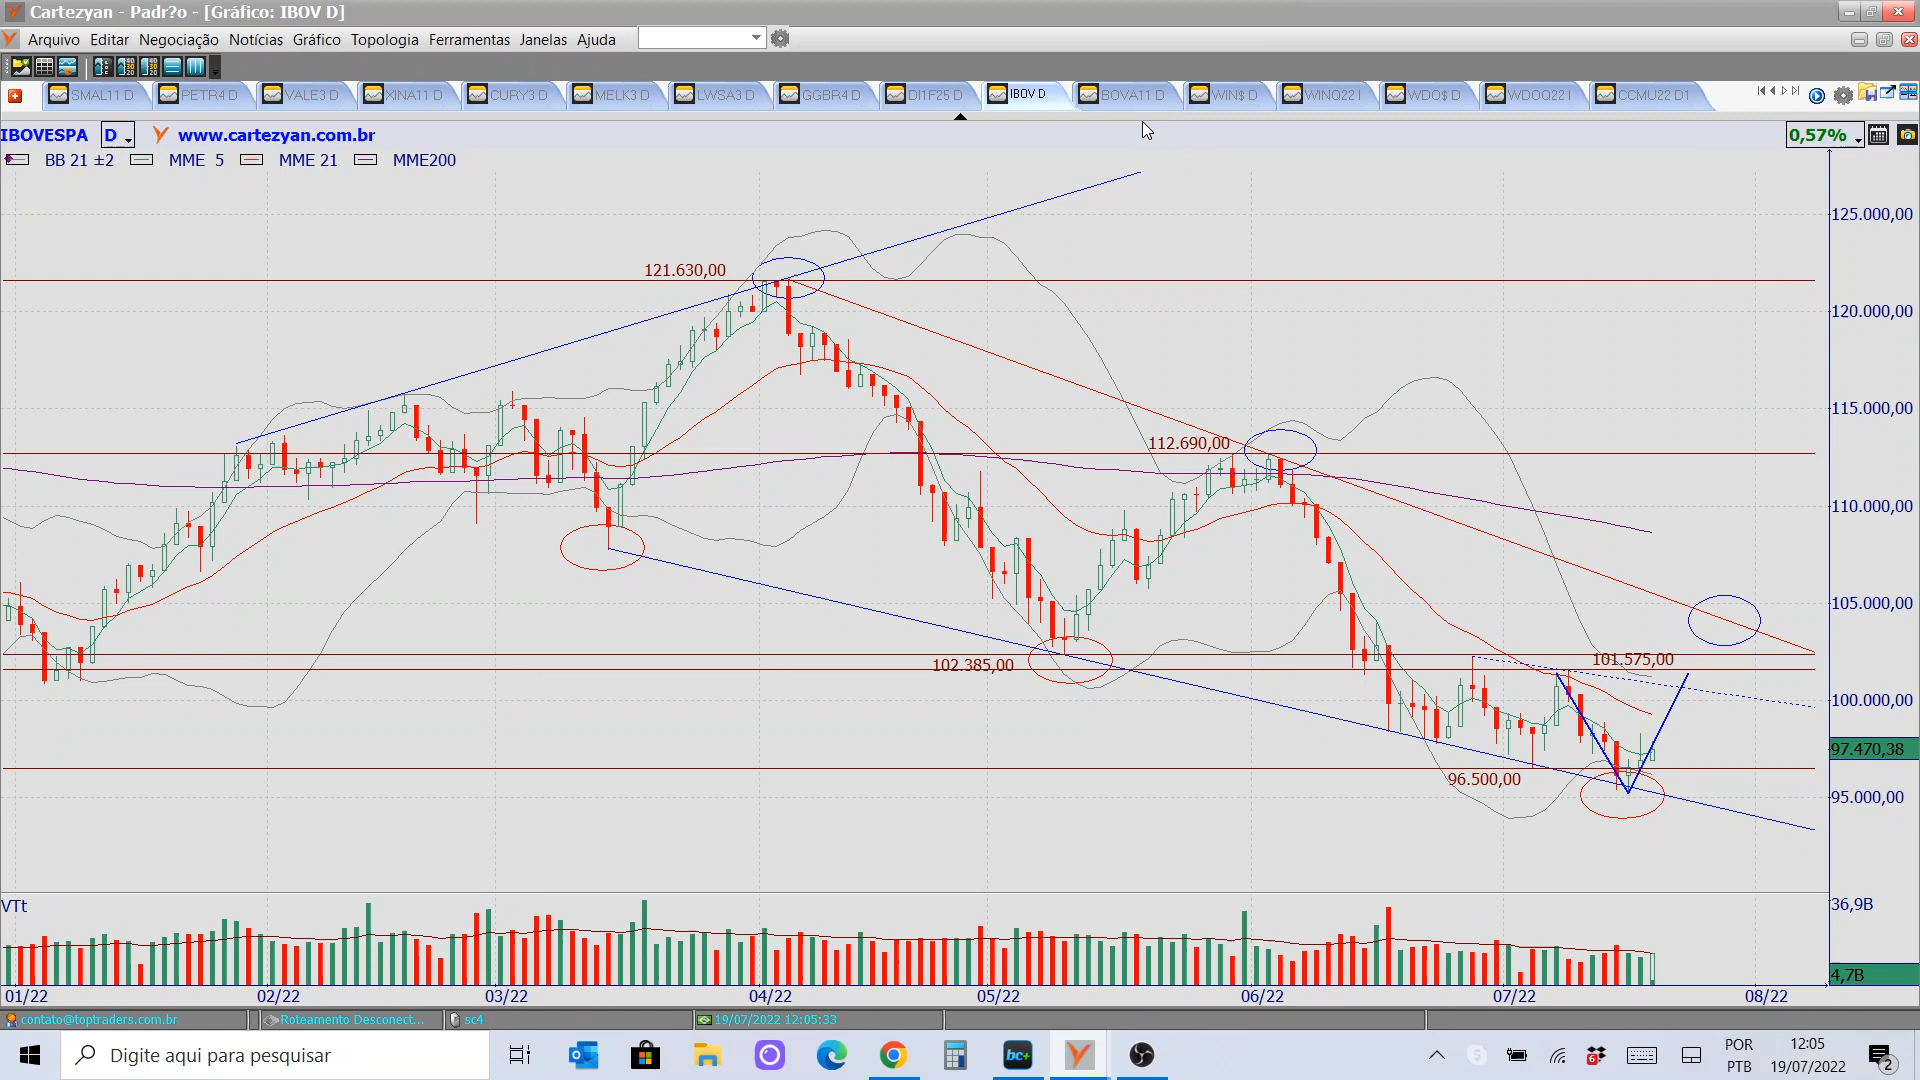 Cartezyan - Padr?o - [Gráfico: IBOV D]
Arquivo Editar Negociação Notícias Gráfico Topologia Ferramentas Janelas Ajuda
SMAL11 D PETR4 D VALE3 D XINA11 D CURY3 D MELK3 D LWSA3 D GGBR4 D DI1F25 D IBOV D BOVA11 D WIN$ D WINQ221 WDO$ D WDOQ221 CCMU22 D1
IBOVESPA D www.cartezyan.com.br 0,57%
BB 21 ±2 MME 5 MME 21 MME200
125.000,00
121.630,00
120.000,00
115.000,00
112.690,00
110.000,00
105.000,00
102.385,00
101.575,00
100.000,00
97.470,38
96.500,00
95.000,00
VTt
36,9B
4,7B
01/22 02/22 03/22 04/22 05/22 06/22 07/22 08/22
contato@toptraders.com.br Roteamento Desconect... sc4 19/07/2022 12:05:33
Digite aqui para pesquisar
bc+
6
POR
PTB
12:05
19/07/2022
2